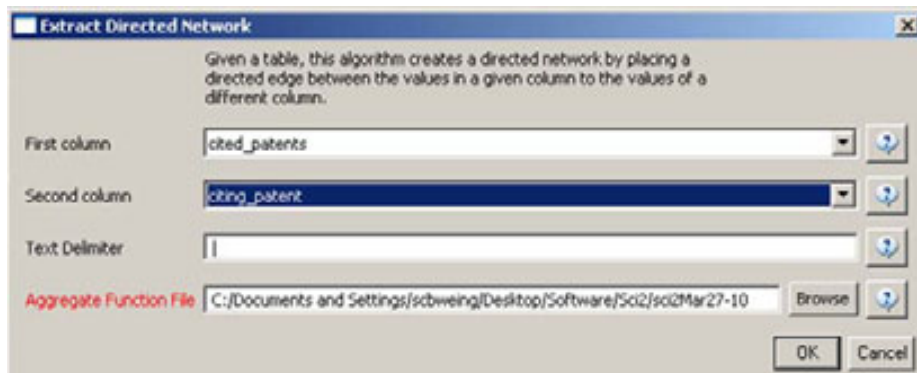 Extract Directed Network
Given a table, this algorithm creates a directed network by placing a
directed edge between the values in a given column to the values of a
different column.
First column
cited_patents
Second column
citing_patent
Text Delimiter
|
Aggregate Function File
C:/Documents and Settings/scbweing/Desktop/Software/Sci2/sci2Mar27-10
Browse
OK
Cancel